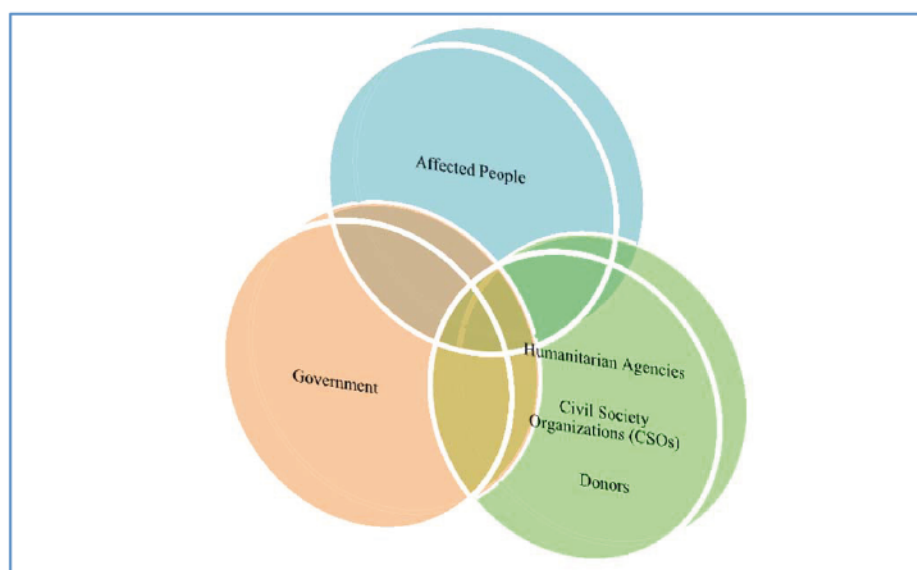 Affected People
Government
Humanitarian Agencies
Civil Society
Organizations (CSOs)
Donors